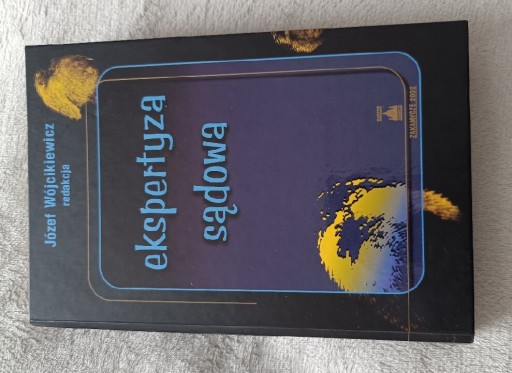 Józef Wójcikiewicz
redakcja
ekspertyza
sądowa
ZAKAMYCZE 2002